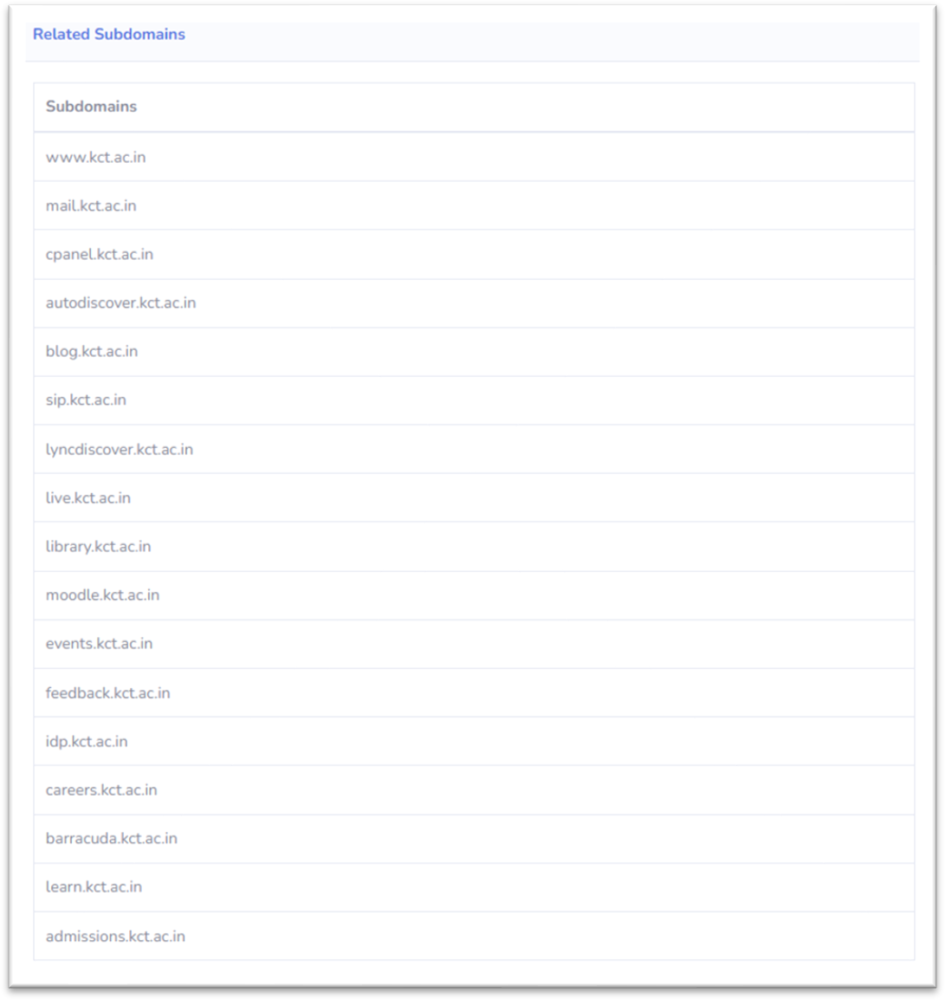 Related Subdomains
Subdomains
www.kct.ac.in
mail.kct.ac.in
cpanel.kct.ac.in
autodiscover.kct.ac.in
blog.kct.ac.in
sip.kct.ac.in
lyncdiscover.kct.ac.in
live.kct.ac.in
library.kct.ac.in
moodle.kct.ac.in
events.kct.ac.in
feedback.kct.ac.in
idp.kct.ac.in
careers.kct.ac.in
barracuda.kct.ac.in
learn.kct.ac.in
admissions.kct.ac.in